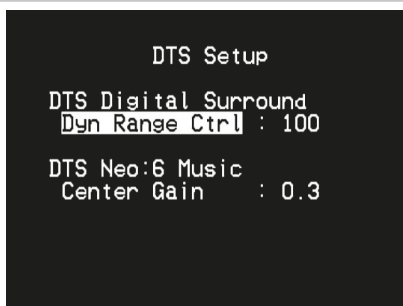 DTS Setup
DTS Digital Surround
Dyn Range Ctrl : 100
DTS Neo:6 Music
Center Gain : 0.3